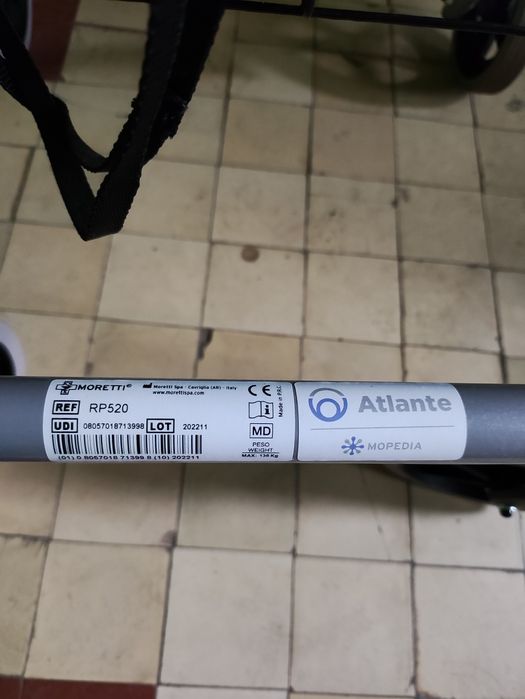 MORETTI®
Moretti Spa - Cavriglia (AR) - Italy
www.morettispa.com
CE
REF RP520
UDI 08057018713998 LOT 202211
(01) 0 8057018 71399 8 (10) 202211
Made in P.R.C.
MD
PESO
WEIGHT
MAX: 136 Kg
Atlante
MOPEDIA